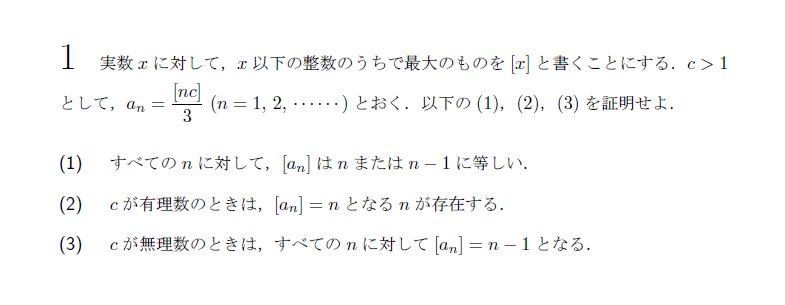 1 実数 x に対して，x 以下の整数のうちで最大のものを [x] と書くことにする．c > 1
として，a_n = [nc]/3 (n = 1, 2, ······) とおく．以下の (1)，(2)，(3) を証明せよ．
(1) すべての n に対して，[a_n] は n または n − 1 に等しい．
(2) c が有理数のときは，[a_n] = n となる n が存在する．
(3) c が無理数のときは，すべての n に対して [a_n] = n − 1 となる．